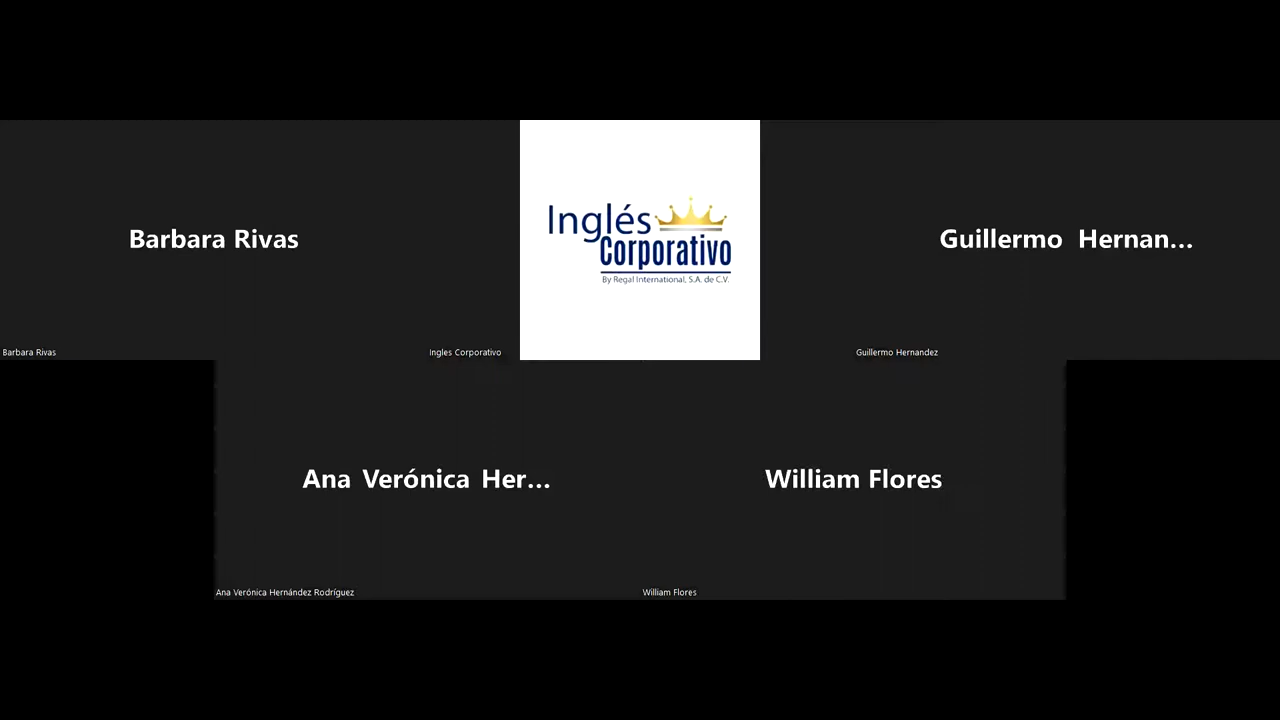 Barbara Rivas
Inglés
Corporativo
By Regal International, S.A. de C.V.
Guillermo Hernan...
Barbara Rivas
Ingles Corporativo
Guillermo Hernandez
Ana Verónica Her...
William Flores
Ana Verónica Hernández Rodríguez
William Flores